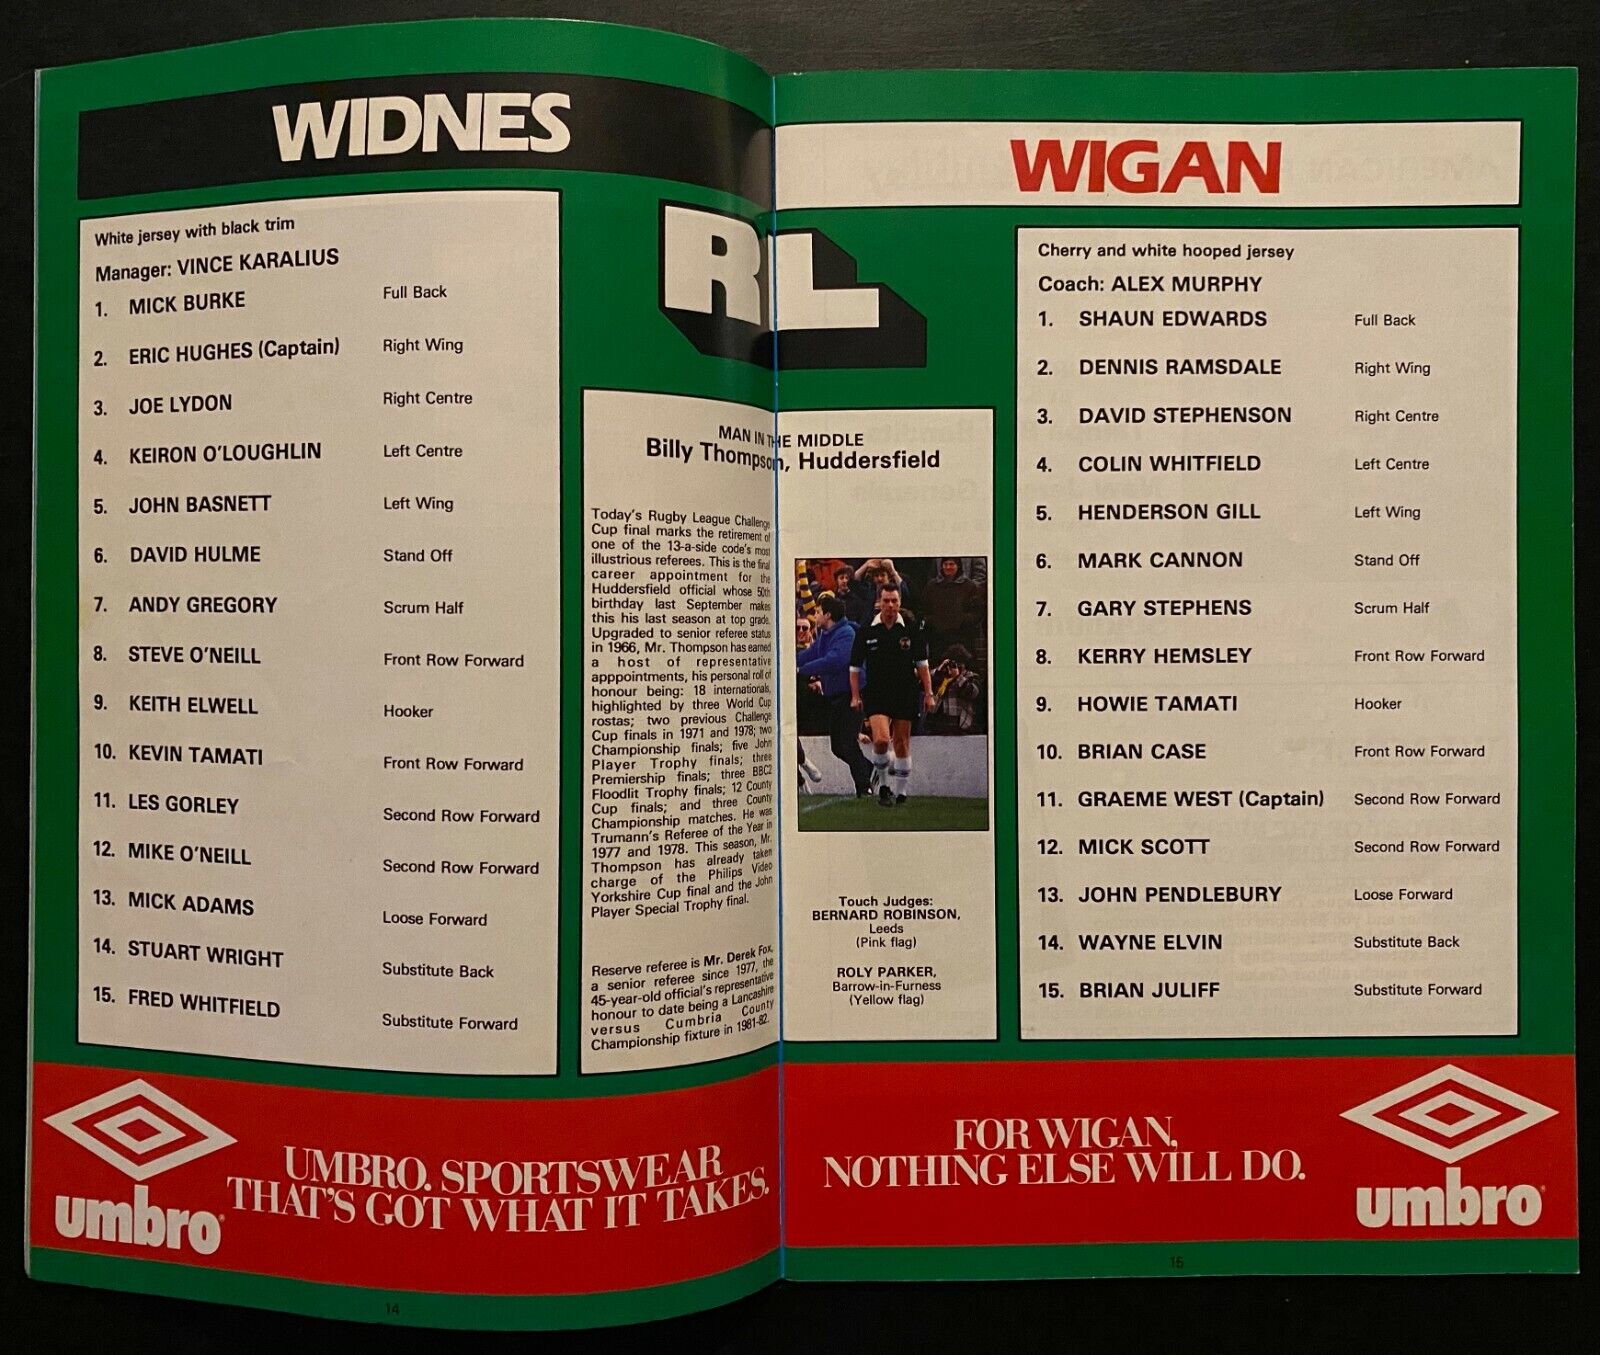 WIDNES
White jersey with black trim
Manager: VINCE KARALIUS
1. MICK BURKE Full Back
2. ERIC HUGHES (Captain) Right Wing
3. JOE LYDON Right Centre
4. KEIRON O'LOUGHLIN Left Centre
5. JOHN BASNETT Left Wing
6. DAVID HULME Stand Off
7. ANDY GREGORY Scrum Half
8. STEVE O'NEILL Front Row Forward
9. KEITH ELWELL Hooker
10. KEVIN TAMATI Front Row Forward
11. LES GORLEY Second Row Forward
12. MIKE O'NEILL Second Row Forward
13. MICK ADAMS Loose Forward
14. STUART WRIGHT Substitute Back
15. FRED WHITFIELD Substitute Forward
RL
MAN IN THE MIDDLE
Billy Thompson, Huddersfield
Today's Rugby League Challenge
Cup final marks the retirement of
one of the 13-a-side code's most
illustrious referees. This is the final
career appointment for the
Huddersfield official whose 50th
birthday last September makes
this his last season at top grade.
Upgraded to senior referee status
in 1966, Mr. Thompson has earned
a host of representative
apppointments, his personal roll of
honour being: 18 internationals,
highlighted by three World Cup
rostas; two previous Challenge
Cup finals in 1971 and 1978; two
Championship finals; five John
Player Trophy finals; three
Premiership finals; three BBC2
Floodlit Trophy finals; 12 County
Cup finals; and three County
Championship matches. He was
Trumann's Referee of the Year in
1977 and 1978. This season, Mr.
Thompson has already taken
charge of the Philips Video
Yorkshire Cup final and the John
Player Special Trophy final.
Reserve referee is Mr. Derek Fox,
a senior referee since 1977, the
45-year-old official's representative
honour to date being a Lancashire
versus Cumbria County
Championship fixture in 1981-82.
Touch Judges:
BERNARD ROBINSON,
Leeds
(Pink flag)
ROLY PARKER,
Barrow-in-Furness
(Yellow flag)
WIGAN
Cherry and white hooped jersey
Coach: ALEX MURPHY
1. SHAUN EDWARDS Full Back
2. DENNIS RAMSDALE Right Wing
3. DAVID STEPHENSON Right Centre
4. COLIN WHITFIELD Left Centre
5. HENDERSON GILL Left Wing
6. MARK CANNON Stand Off
7. GARY STEPHENS Scrum Half
8. KERRY HEMSLEY Front Row Forward
9. HOWIE TAMATI Hooker
10. BRIAN CASE Front Row Forward
11. GRAEME WEST (Captain) Second Row Forward
12. MICK SCOTT Second Row Forward
13. JOHN PENDLEBURY Loose Forward
14. WAYNE ELVIN Substitute Back
15. BRIAN JULIFF Substitute Forward
umbro®
UMBRO. SPORTSWEAR
THAT'S GOT WHAT IT TAKES.
14
FOR WIGAN,
NOTHING ELSE WILL DO.
umbro®
15